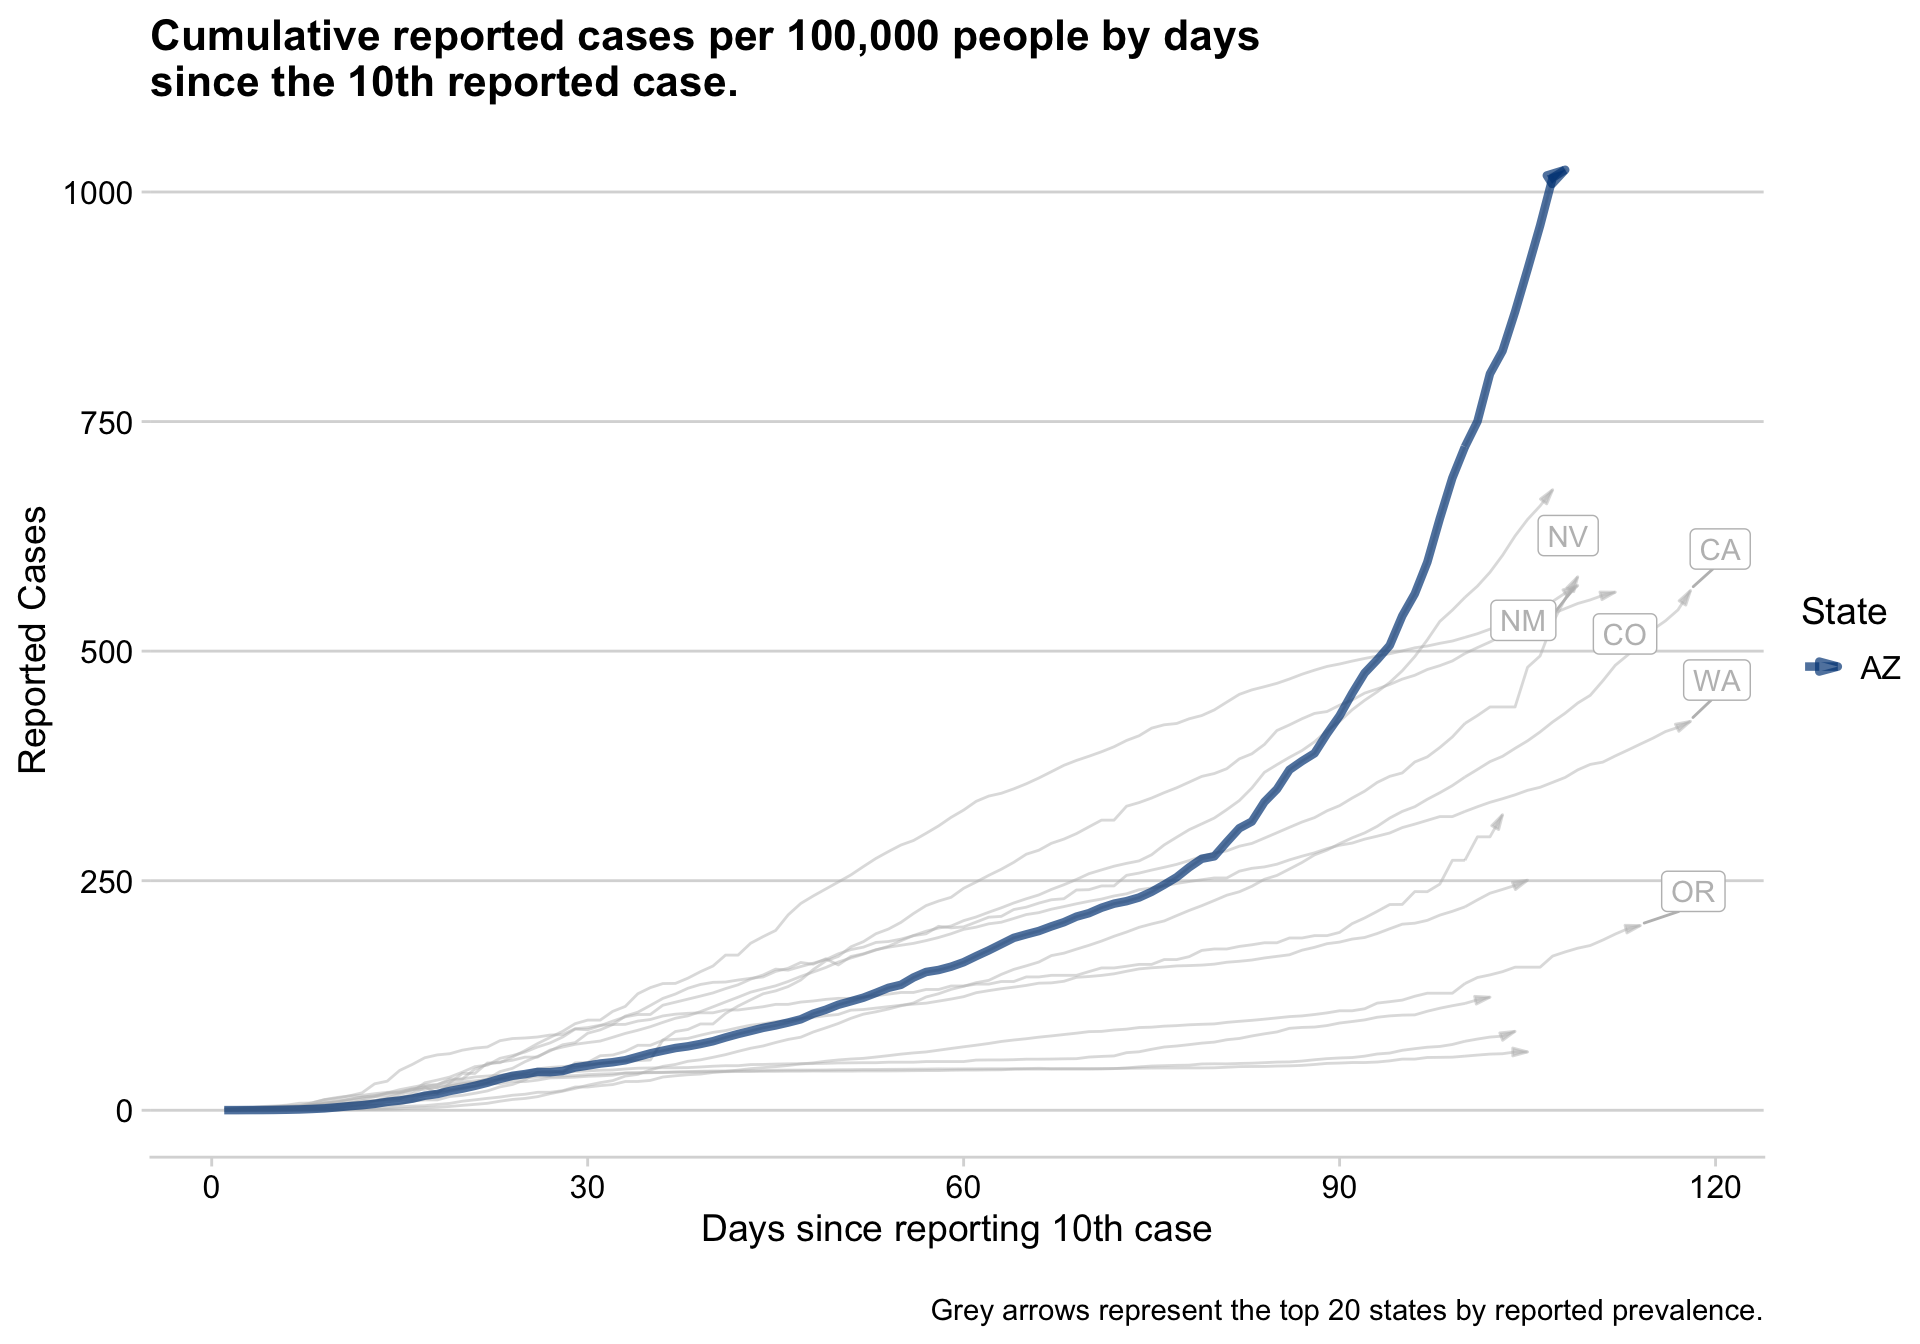 Cumulative reported cases per 100,000 people by days
since the 10th reported case.
1000
750
500
250
0
Reported Cases
NV
CA
NM
CO
WA
OR
State
AZ
0
30
60
90
120
Days since reporting 10th case
Grey arrows represent the top 20 states by reported prevalence.